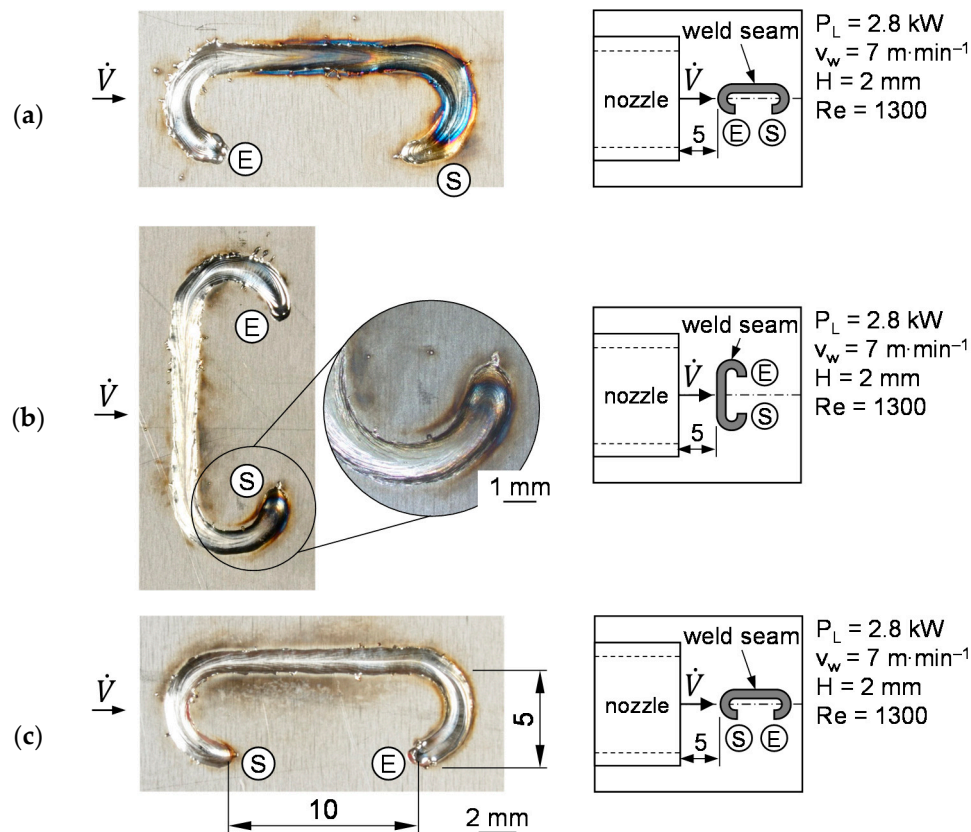 (a)
V̇
E
S
nozzle
V̇
weld seam
E
S
5
P_L = 2.8 kW
v_w = 7 m·min⁻¹
H = 2 mm
Re = 1300
(b)
V̇
E
S
1 mm
nozzle
V̇
weld seam
E
S
5
P_L = 2.8 kW
v_w = 7 m·min⁻¹
H = 2 mm
Re = 1300
(c)
V̇
S
E
5
10
2 mm
nozzle
V̇
weld seam
S
E
5
P_L = 2.8 kW
v_w = 7 m·min⁻¹
H = 2 mm
Re = 1300